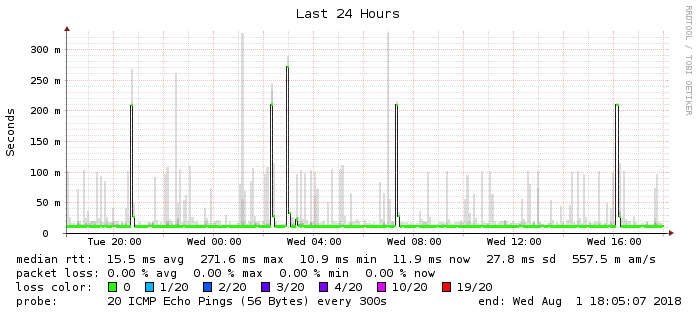 Last 24 Hours
RRDTOOL / TOBI OETIKER
Seconds
300 m
250 m
200 m
150 m
100 m
50 m
0
Tue 20:00 Wed 00:00 Wed 04:00 Wed 08:00 Wed 12:00 Wed 16:00
median rtt: 15.5 ms avg 271.6 ms max 10.9 ms min 11.9 ms now 27.8 ms sd 557.5 m am/s
packet loss: 0.00 % avg 0.00 % max 0.00 % min 0.00 % now
loss color: 0 1/20 2/20 3/20 4/20 10/20 19/20
probe: 20 ICMP Echo Pings (56 Bytes) every 300s end: Wed Aug 1 18:05:07 2018